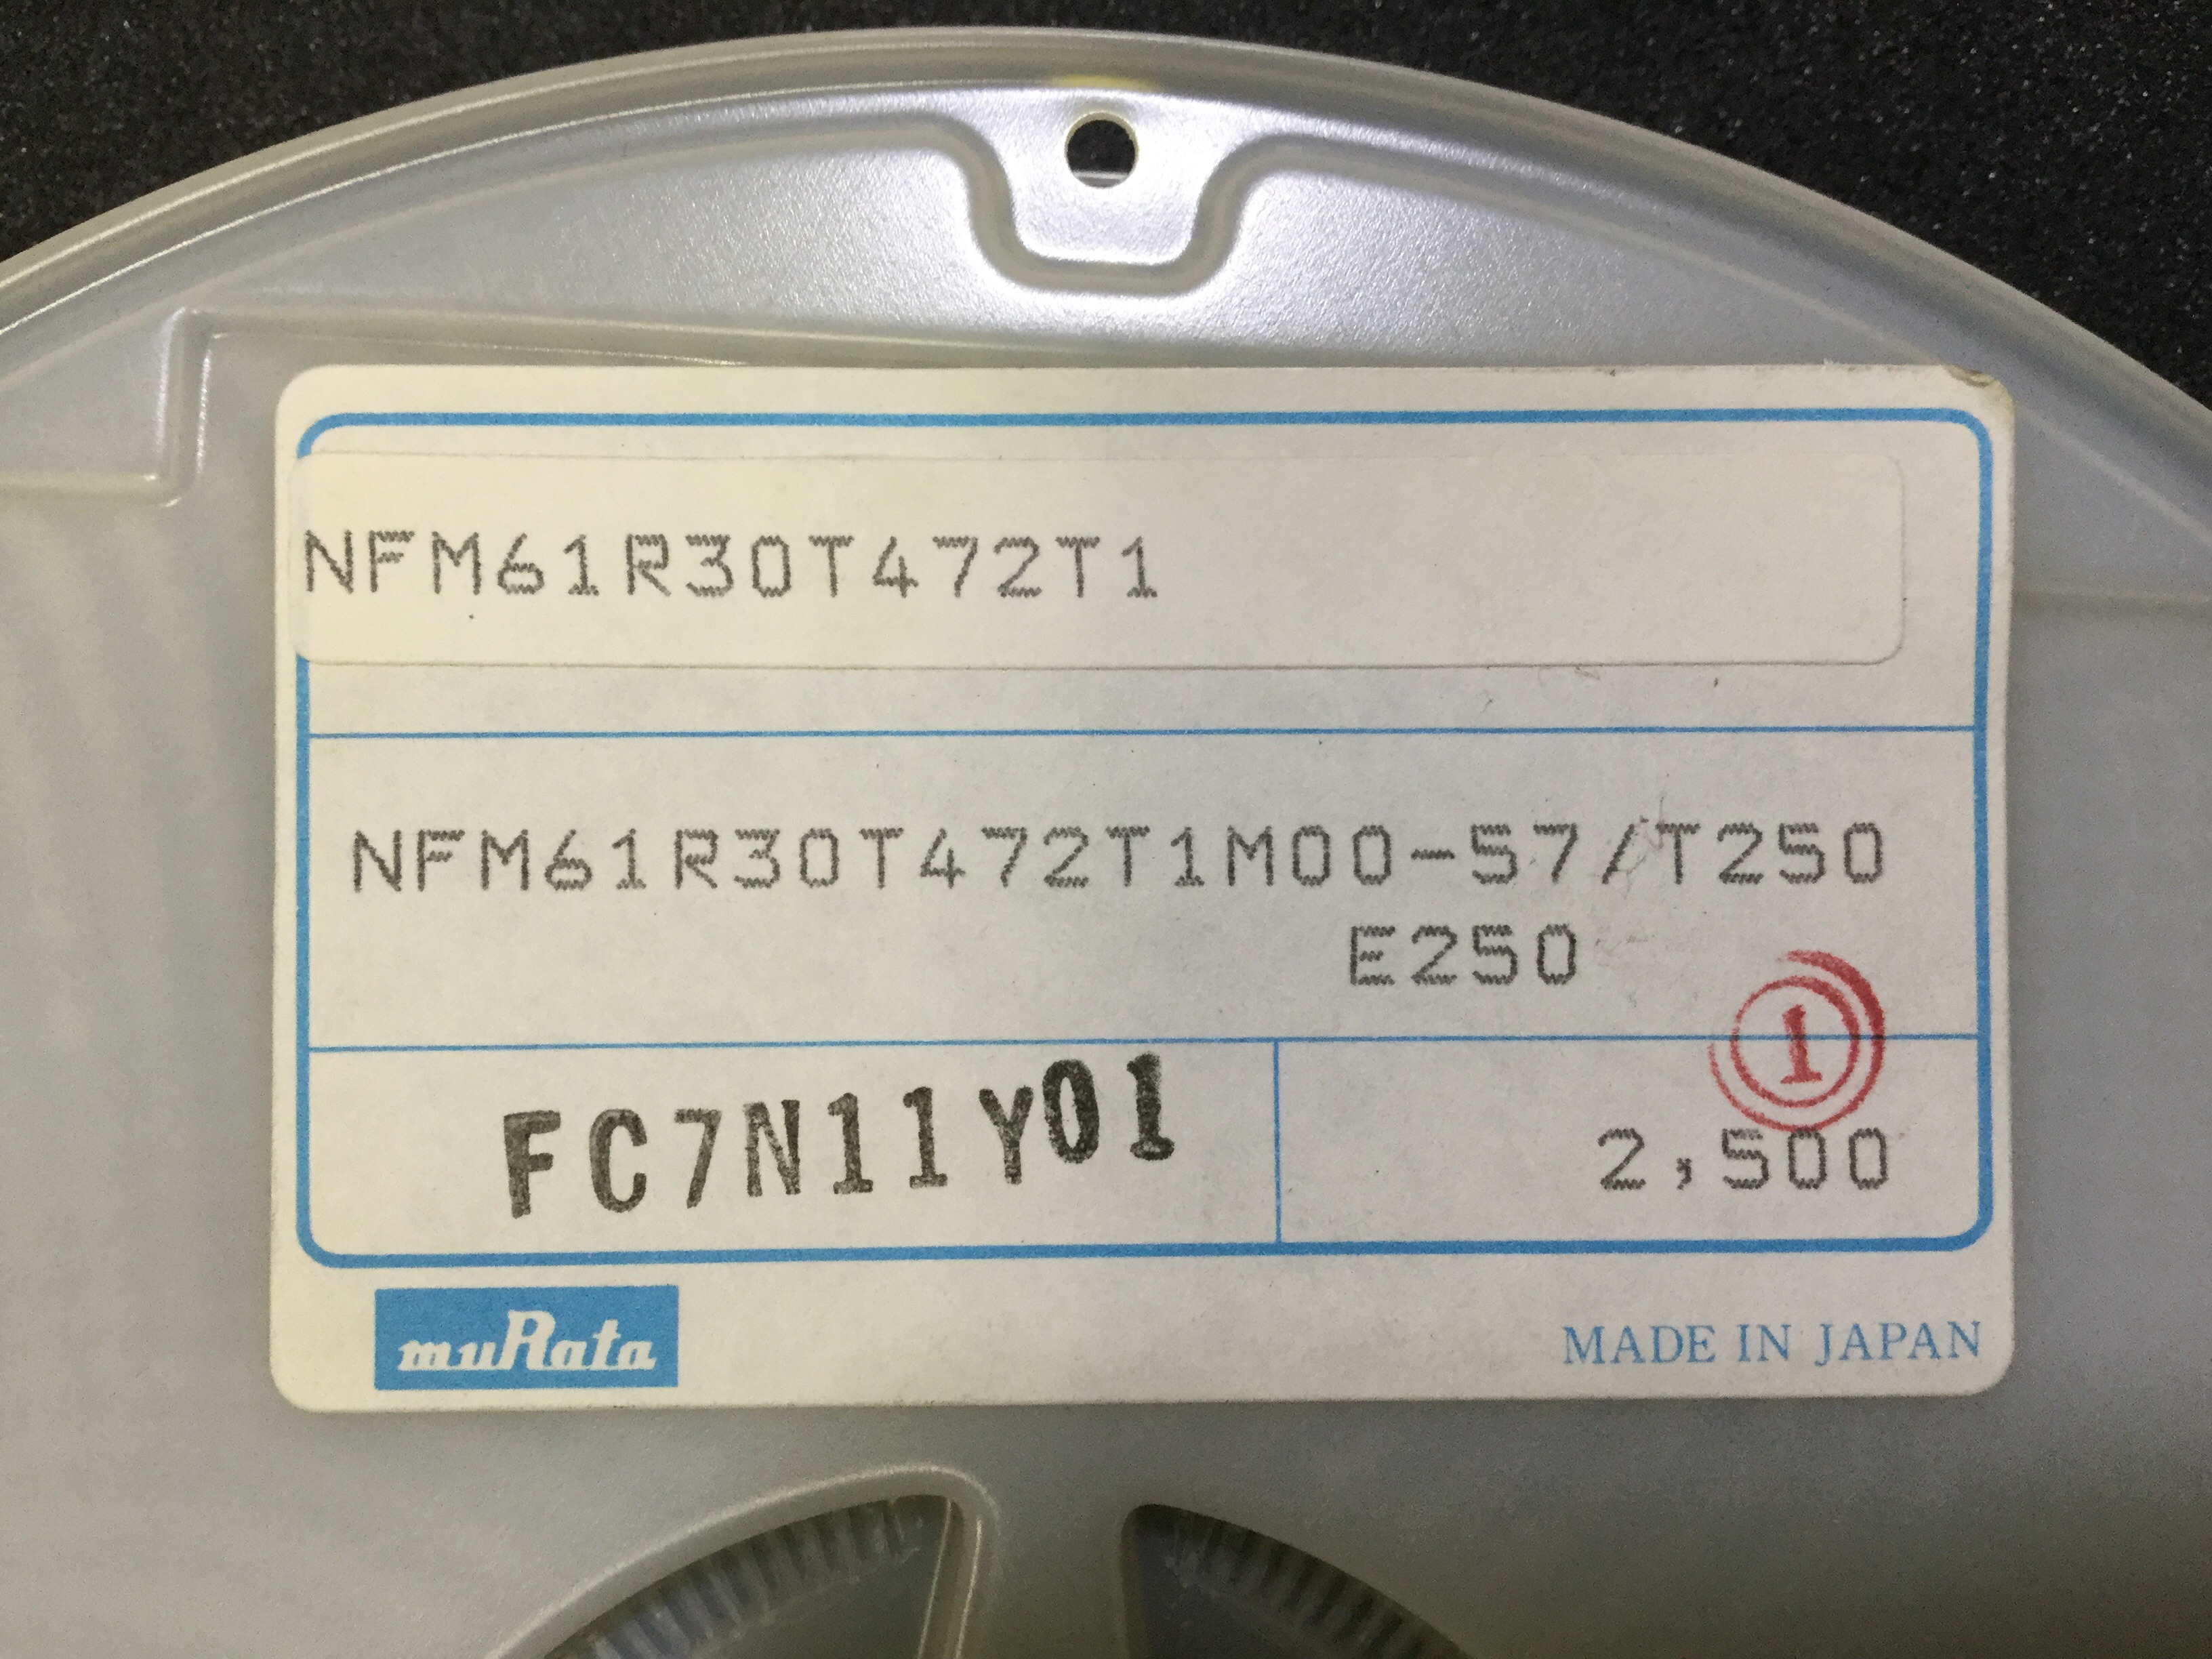 NFM61R30T472T1
NFM61R30T472T1M00-57/T250
E250
1
FC7N11Y01
2,500
muRata
MADE IN JAPAN